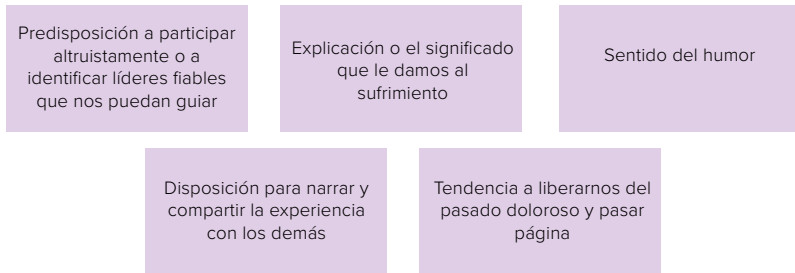 Predisposición a participar
altruistamente o a
identificar líderes fiables
que nos puedan guiar
Explicación o el significado
que le damos al
sufrimiento
Sentido del humor
Disposición para narrar y
compartir la experiencia
con los demás
Tendencia a liberarnos del
pasado doloroso y pasar
página